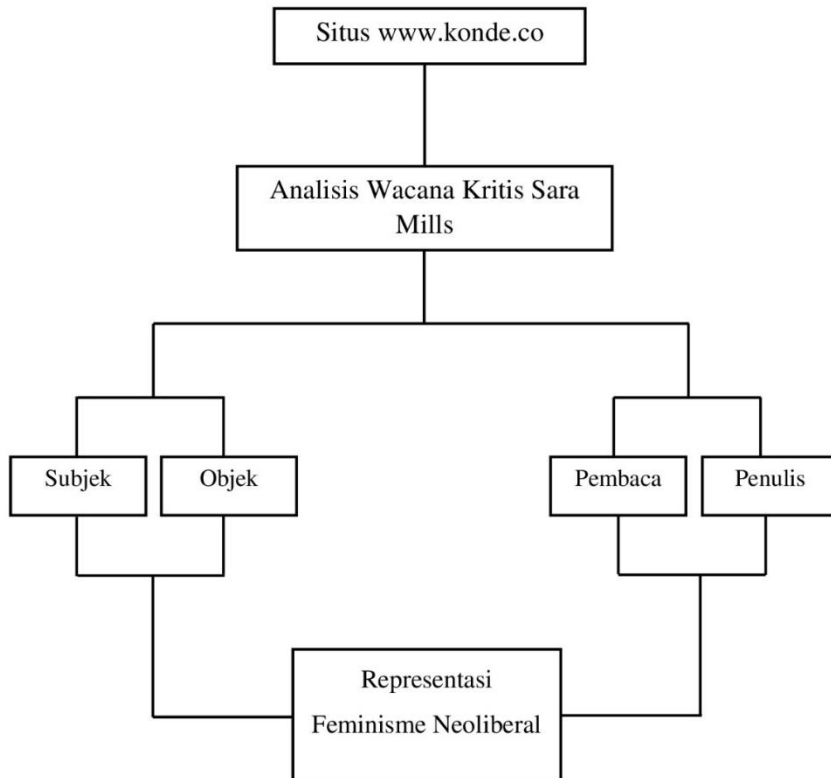 Situs www.konde.co
Analisis Wacana Kritis Sara
Mills
Subjek
Objek
Pembaca
Penulis
Representasi
Feminisme Neoliberal